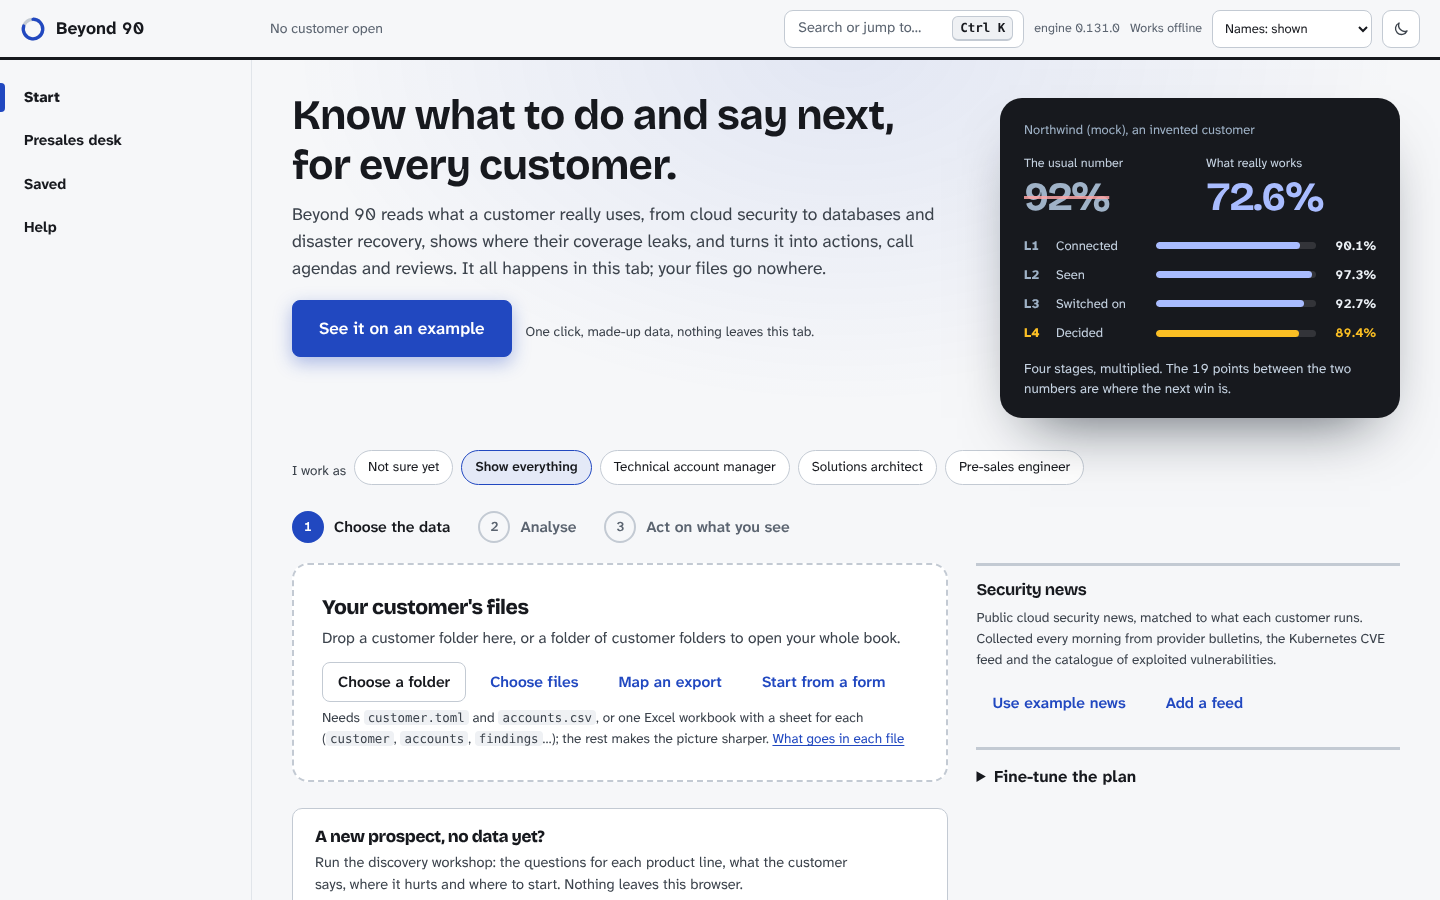 Beyond 90
No customer open
Search or jump to...
Ctrl K
engine 0.131.0
Works offline
Names: shown
Start
Presales desk
Saved
Help
Know what to do and say next,
for every customer.
Beyond 90 reads what a customer really uses, from cloud security to databases and
disaster recovery, shows where their coverage leaks, and turns it into actions, call
agendas and reviews. It all happens in this tab; your files go nowhere.
See it on an example
One click, made-up data, nothing leaves this tab.
Northwind (mock), an invented customer
The usual number
What really works
92%
72.6%
L1 Connected 90.1%
L2 Seen 97.3%
L3 Switched on 92.7%
L4 Decided 89.4%
Four stages, multiplied. The 19 points between the two
numbers are where the next win is.
I work as
Not sure yet
Show everything
Technical account manager
Solutions architect
Pre-sales engineer
1 Choose the data
2 Analyse
3 Act on what you see
Your customer's files
Drop a customer folder here, or a folder of customer folders to open your whole book.
Choose a folder
Choose files
Map an export
Start from a form
Needs customer.toml and accounts.csv, or one Excel workbook with a sheet for each
(customer, accounts, findings…); the rest makes the picture sharper. What goes in each file
Security news
Public cloud security news, matched to what each customer runs.
Collected every morning from provider bulletins, the Kubernetes CVE
feed and the catalogue of exploited vulnerabilities.
Use example news
Add a feed
Fine-tune the plan
A new prospect, no data yet?
Run the discovery workshop: the questions for each product line, what the customer
says, where it hurts and where to start. Nothing leaves this browser.